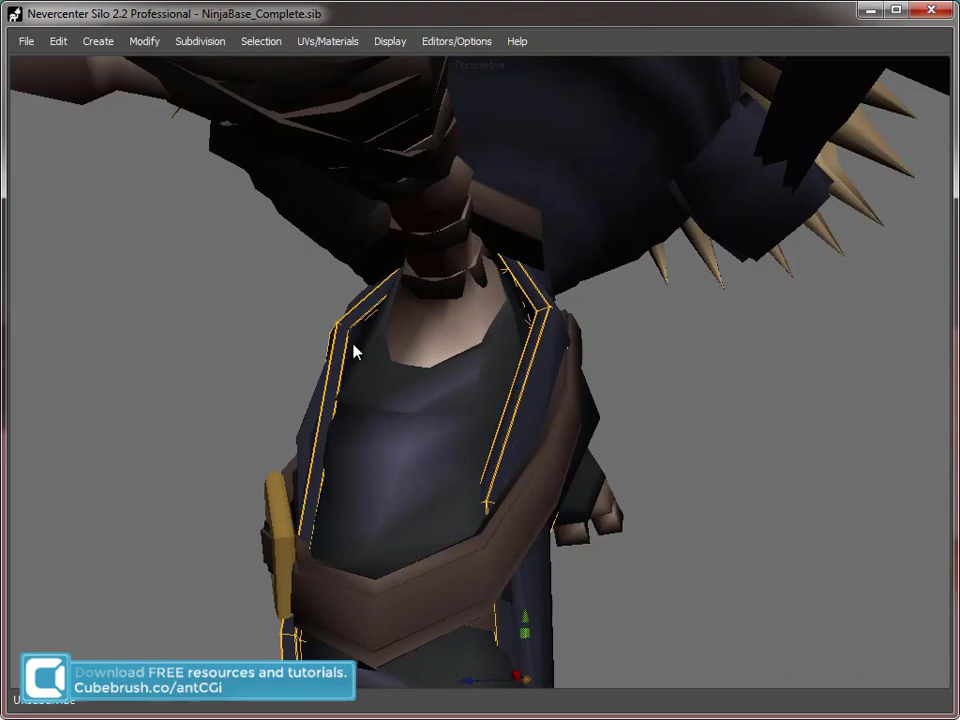 Nevercenter Silo 2.2 Professional - NinjaBase_Complete.sib
File Edit Create Modify Subdivision Selection UVs/Materials Display Editors/Options Help
Perspective
Download FREE resources and tutorials.
Cubebrush.co/antCGi